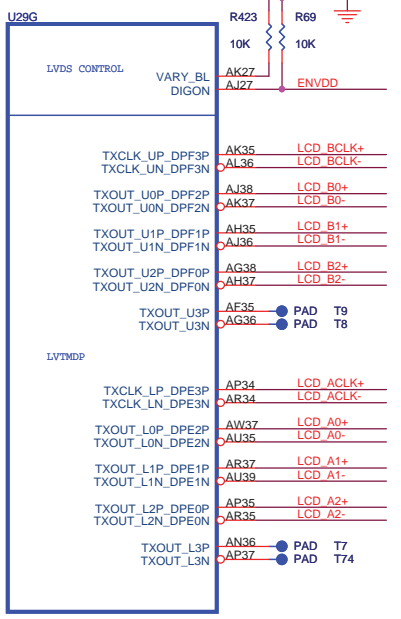 U29G
R423 R69
10K 10K
LVDS CONTROL
VARY_BL AK27
DIGON AJ27 ENVDD
TXCLK_UP_DPF3P AK35 LCD_BCLK+
TXCLK_UN_DPF3N AL36 LCD_BCLK-
TXOUT_U0P_DPF2P AJ38 LCD_B0+
TXOUT_U0N_DPF2N AK37 LCD_B0-
TXOUT_U1P_DPF1P AH35 LCD_B1+
TXOUT_U1N_DPF1N AJ36 LCD_B1-
TXOUT_U2P_DPF0P AG38 LCD_B2+
TXOUT_U2N_DPF0N AH37 LCD_B2-
TXOUT_U3P AF35 PAD T9
TXOUT_U3N AG36 PAD T8
LVTMDP
TXCLK_LP_DPE3P AP34 LCD_ACLK+
TXCLK_LN_DPE3N AR34 LCD_ACLK-
TXOUT_L0P_DPE2P AW37 LCD_A0+
TXOUT_L0N_DPE2N AU35 LCD_A0-
TXOUT_L1P_DPE1P AR37 LCD_A1+
TXOUT_L1N_DPE1N AU39 LCD_A1-
TXOUT_L2P_DPE0P AP35 LCD_A2+
TXOUT_L2N_DPE0N AR35 LCD_A2-
TXOUT_L3P AN36 PAD T7
TXOUT_L3N AP37 PAD T74